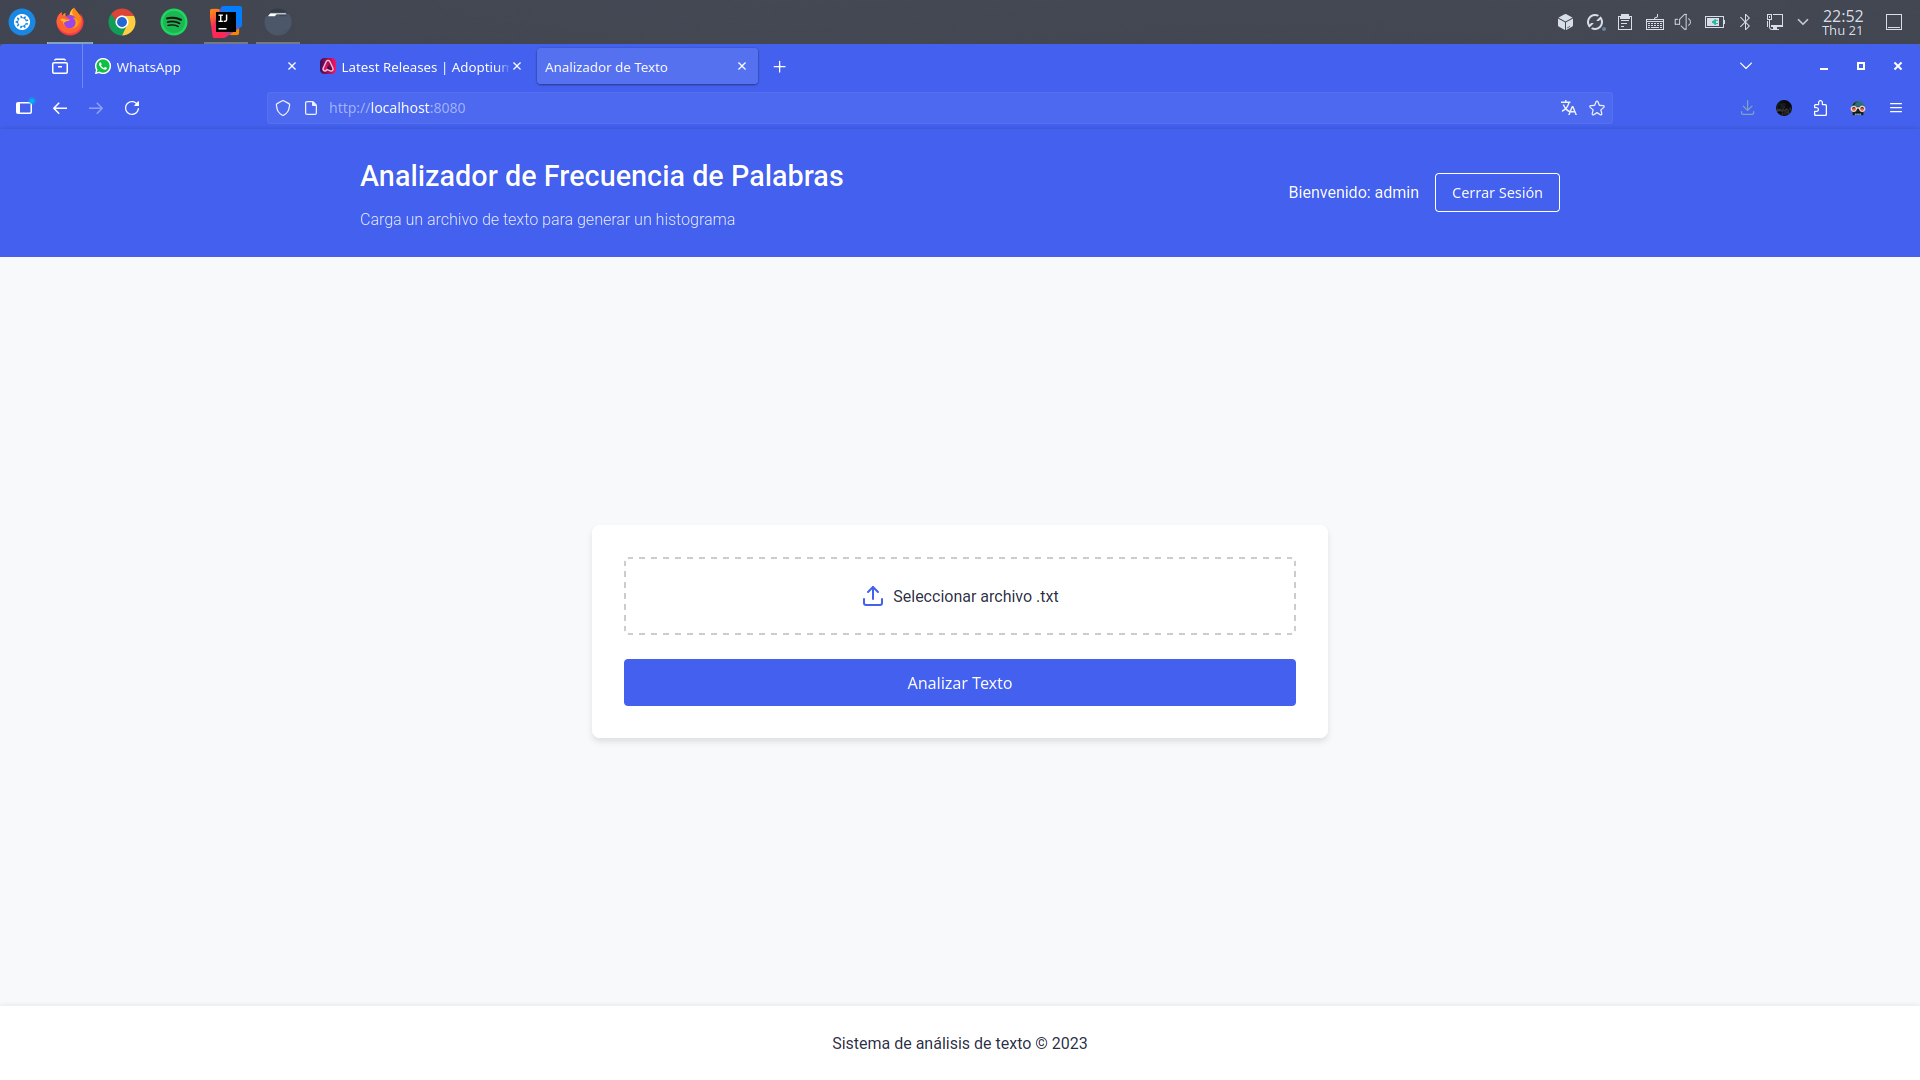 22:52
Thu 21
WhatsApp
Latest Releases | Adoptiun
Analizador de Texto
http://localhost:8080
Analizador de Frecuencia de Palabras
Carga un archivo de texto para generar un histograma
Bienvenido: admin
Cerrar Sesión
Seleccionar archivo .txt
Analizar Texto
Sistema de análisis de texto © 2023